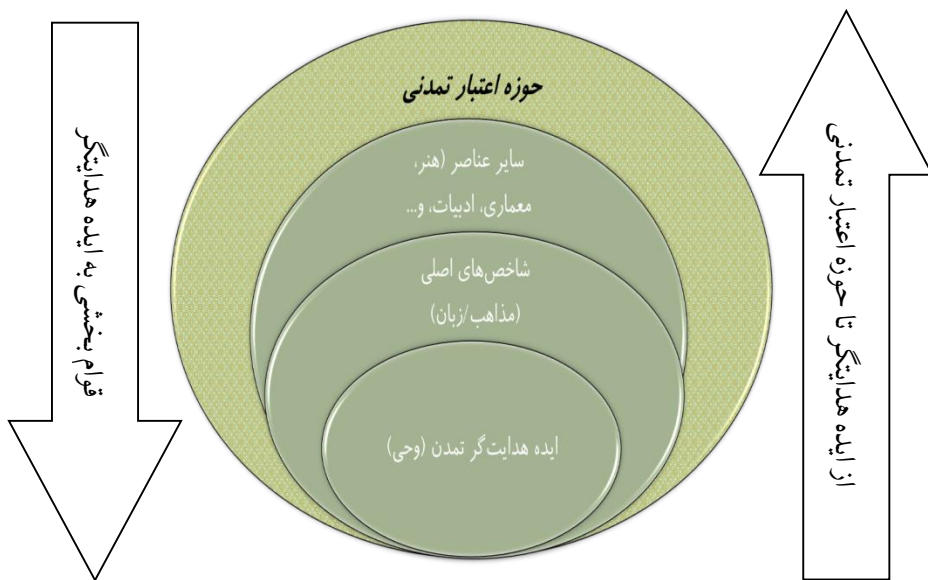 حوزه اعتبار تمدنی
سایر عناصر (هنر،
معماری، ادبیات، و...
شاخص‌های اصلی
(مذاهب/زبان)
ایده هدایت‌گر تمدن (وحی)
از ایده هدایتگر تا حوزه اعتبار تمدنی
قوام بخشی به ایده هدایتگر